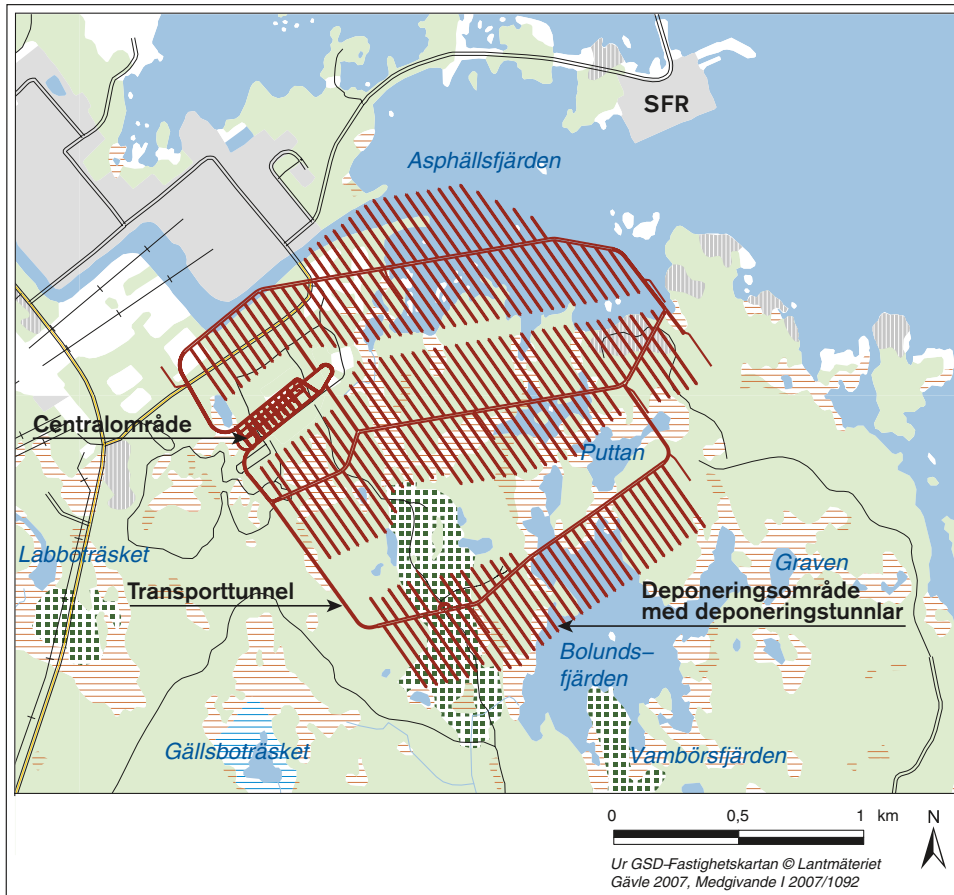 SFR
Asphällsfjärden
Centralområde
Puttan
Labboträsket
Graven
Transporttunnel
Deponeringsområde
med deponeringstunnlar
Bolunds–
fjärden
Gällsboträsket
Vambörsfjärden
0 0,5 1 km N
Ur GSD-Fastighetskartan © Lantmäteriet
Gävle 2007, Medgivande I 2007/1092